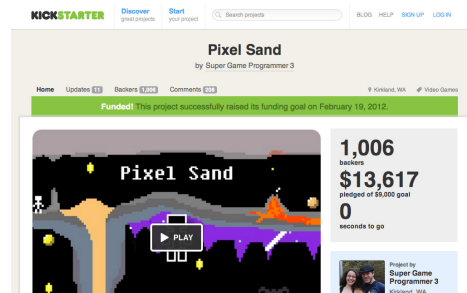 KICKSTARTER
Discover
great projects
Start
your project
Search projects
BLOG HELP SIGN UP LOG IN
Pixel Sand
by Super Game Programmer 3
Home Updates 11 Backers 1,006 Comments
Kirkland, WA Video Games
Funded! This project successfully raised its funding goal on February 19, 2012.
Pixel Sand
PLAY
1,006
backers
$13,617
pledged of $9,000 goal
0
seconds to go
Project by
Super Game
Programmer 3
Kirkland, WA